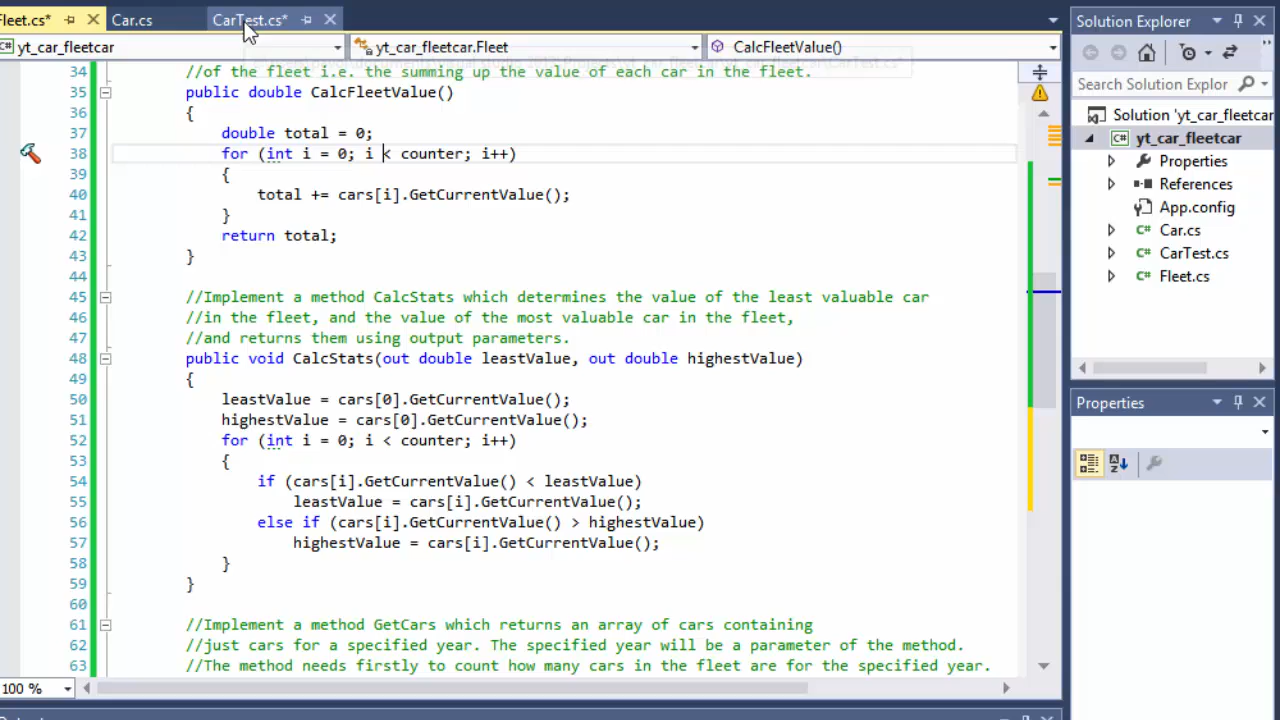 Fleet.cs*
Car.cs
CarTest.cs*
yt_car_fleetcar
yt_car_fleetcar.Fleet
CalcFleetValue()
34 //of the fleet i.e. the summing up the value of each car in the fleet.
35 public double CalcFleetValue()
36 {
37 double total = 0;
38 for (int i = 0; i < counter; i++)
39 {
40 total += cars[i].GetCurrentValue();
41 }
42 return total;
43 }
44
45 //Implement a method CalcStats which determines the value of the least valuable car
46 //in the fleet, and the value of the most valuable car in the fleet,
47 //and returns them using output parameters.
48 public void CalcStats(out double leastValue, out double highestValue)
49 {
50 leastValue = cars[0].GetCurrentValue();
51 highestValue = cars[0].GetCurrentValue();
52 for (int i = 0; i < counter; i++)
53 {
54 if (cars[i].GetCurrentValue() < leastValue)
55 leastValue = cars[i].GetCurrentValue();
56 else if (cars[i].GetCurrentValue() > highestValue)
57 highestValue = cars[i].GetCurrentValue();
58 }
59 }
60
61 //Implement a method GetCars which returns an array of cars containing
62 //just cars for a specified year. The specified year will be a parameter of the method.
63 //The method needs firstly to count how many cars in the fleet are for the specified year.
100 %
Solution Explorer
Search Solution Explor
Solution 'yt_car_fleetcar
C# yt_car_fleetcar
Properties
References
App.config
C# Car.cs
C# CarTest.cs
C# Fleet.cs
Properties